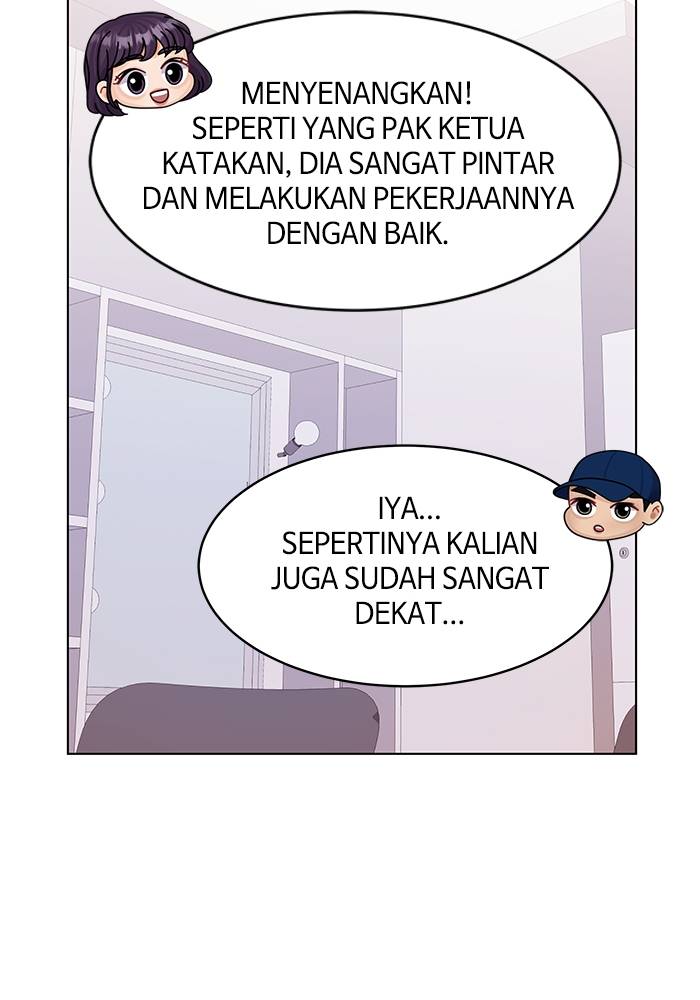 MENYENANGKAN!
SEPERTI YANG PAK KETUA
KATAKAN, DIA SANGAT PINTAR
DAN MELAKUKAN PEKERJAANNYA
DENGAN BAIK.
IYA...
SEPERTINYA KALIAN
JUGA SUDAH SANGAT
DEKAT...